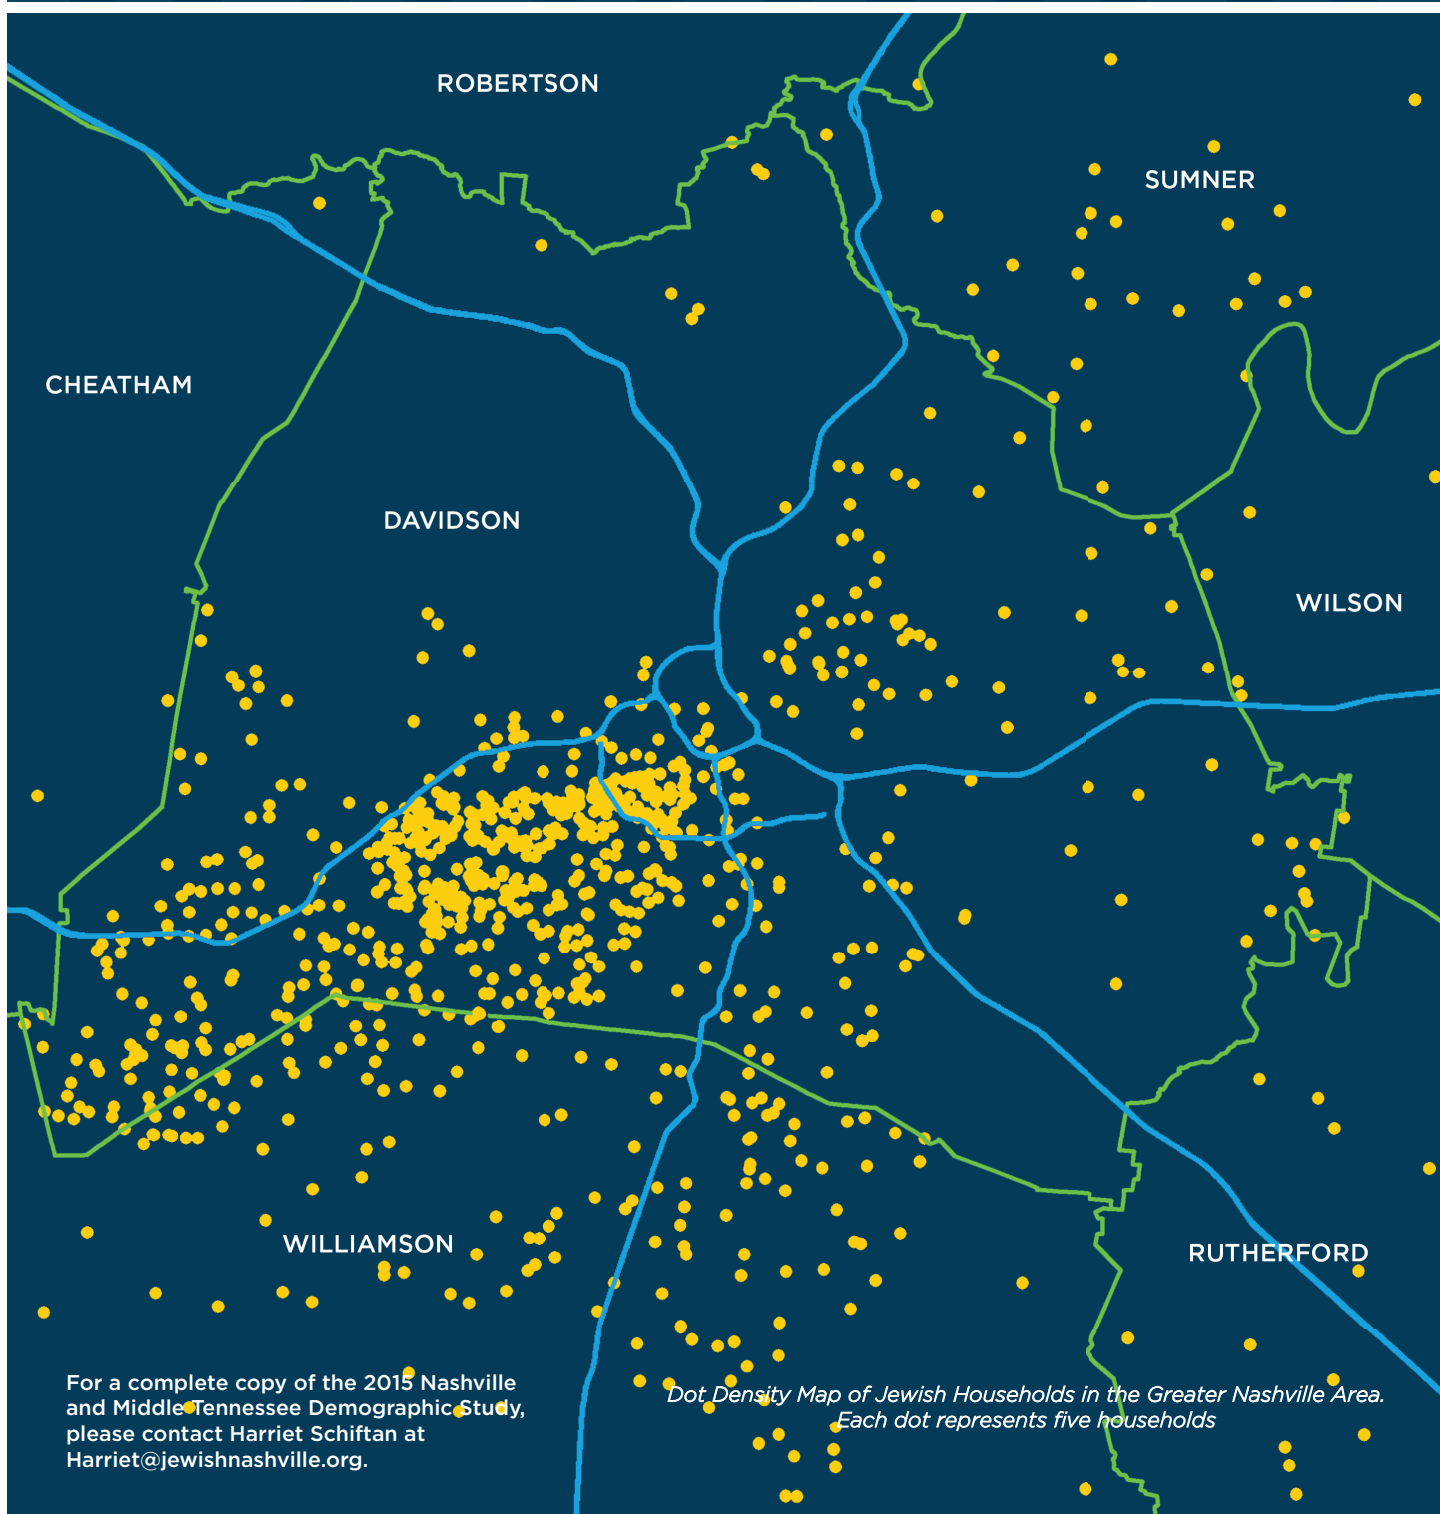 ROBERTSON
SUMNER
CHEATHAM
DAVIDSON
WILSON
WILLIAMSON
RUTHERFORD
For a complete copy of the 2015 Nashville
and Middle Tennessee Demographic Study,
please contact Harriet Schiftan at
Harriet@jewishnashville.org.
Dot Density Map of Jewish Households in the Greater Nashville Area.
Each dot represents five households